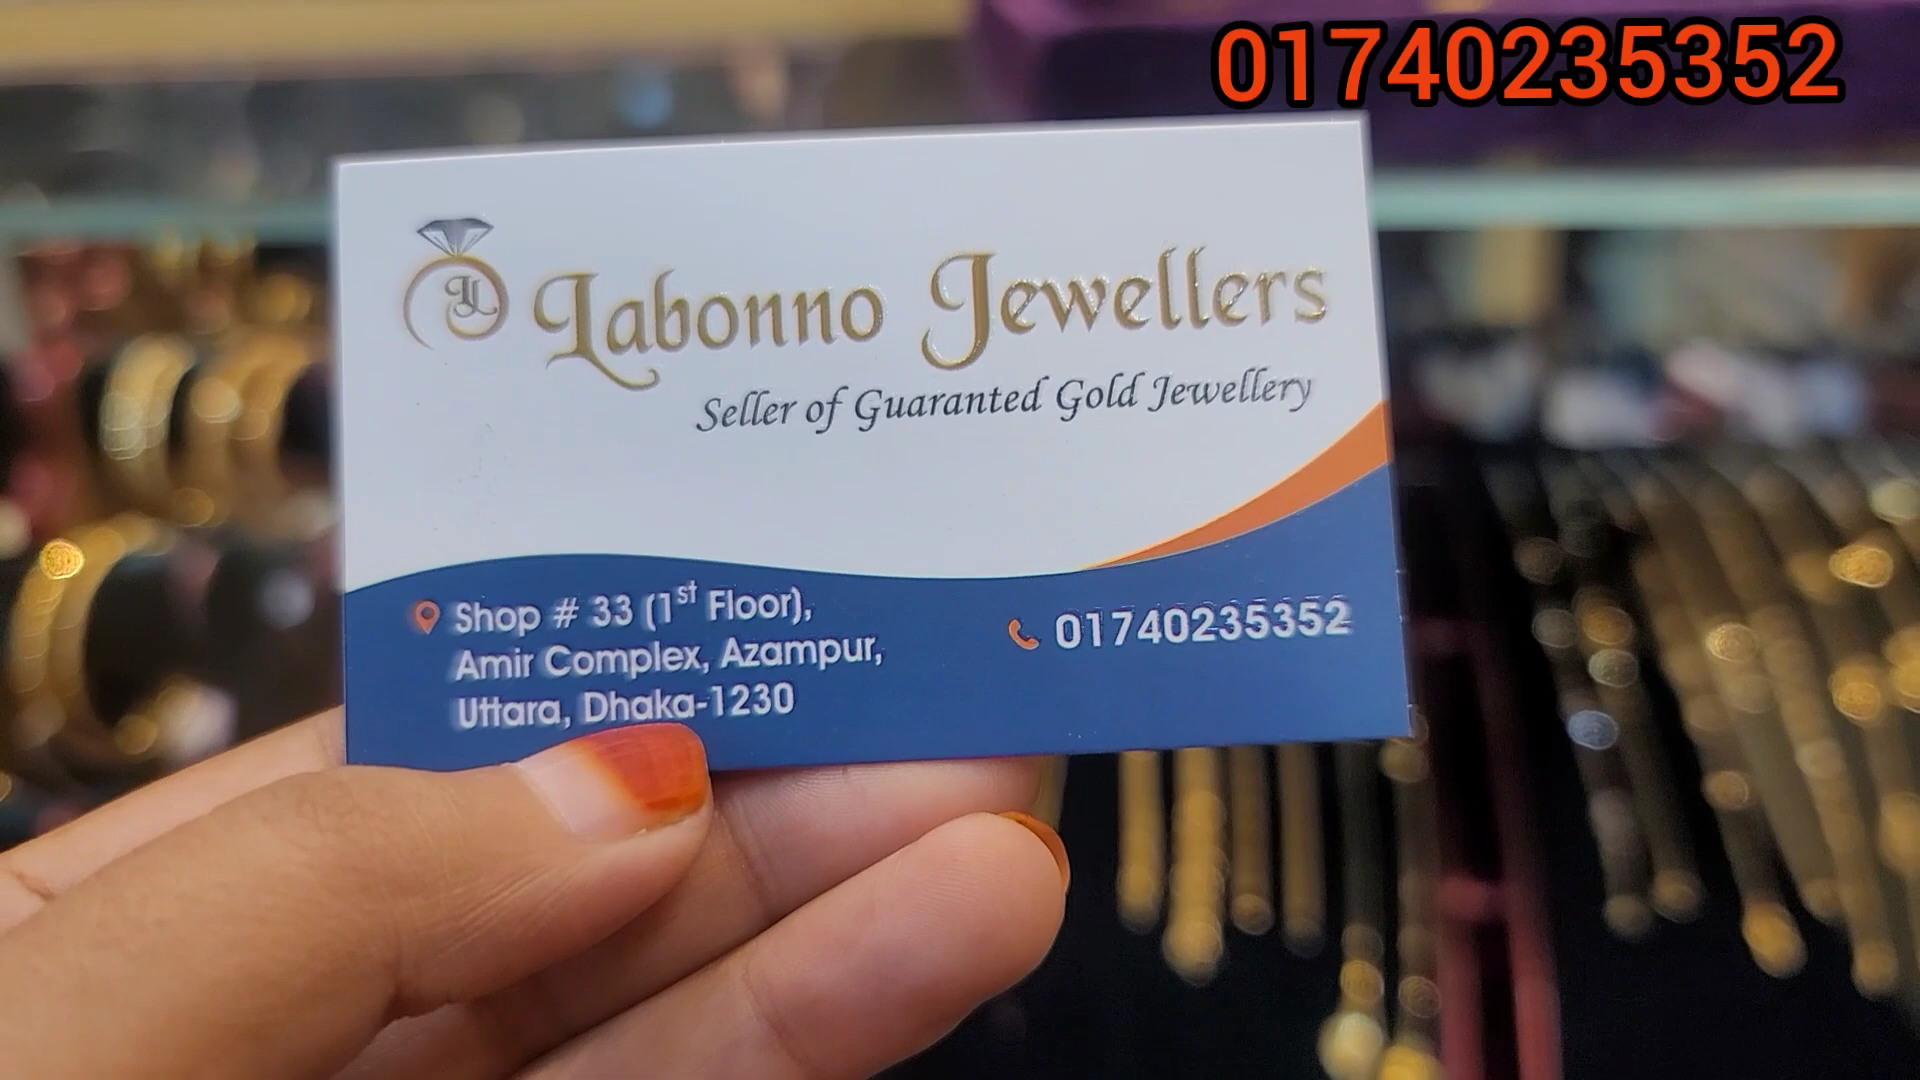 01740235352
LJ
Labonno Jewellers
Seller of Guaranted Gold Jewellery
Shop # 33 (1st Floor),
Amir Complex, Azampur,
Uttara, Dhaka-1230
01740235352